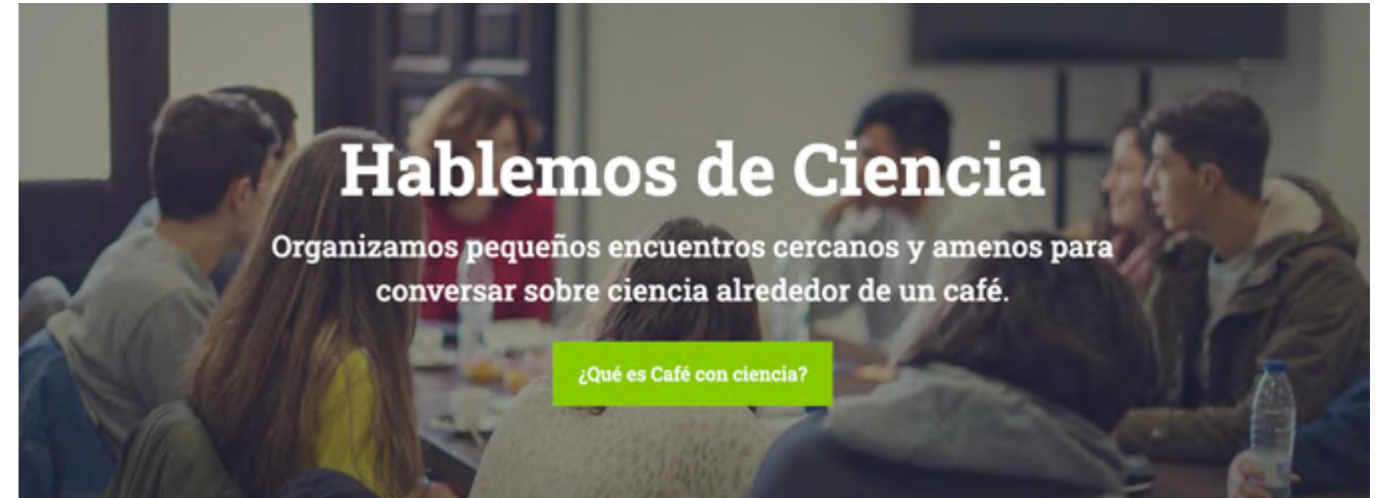 Hablemos de Ciencia
Organizamos pequeños encuentros cercanos y amenos para
conversar sobre ciencia alrededor de un café.
¿Qué es Café con ciencia?